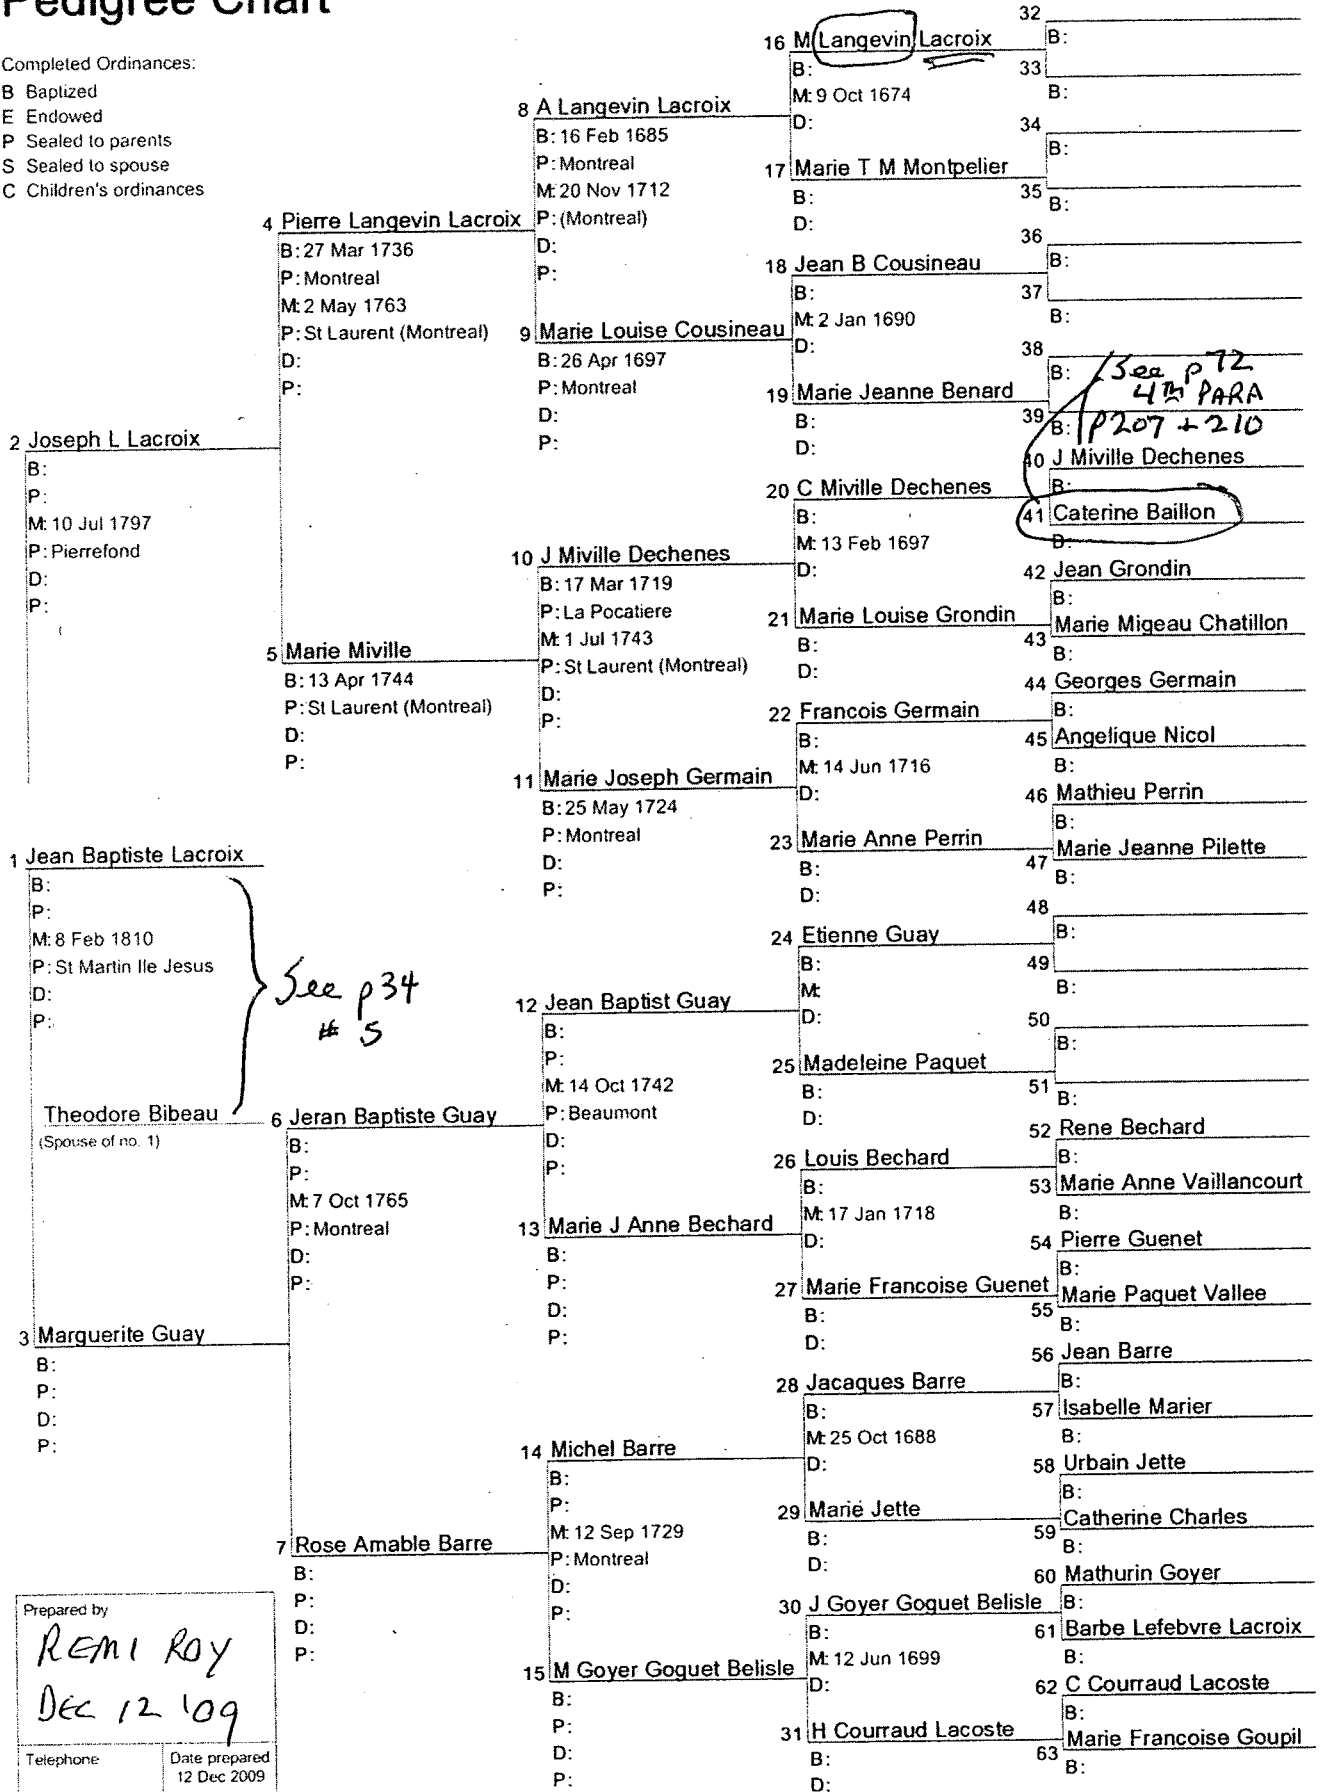 Pedigree Chart
Completed Ordinances:
B Baptized
E Endowed
P Sealed to parents
S Sealed to spouse
C Children's ordinances
1 Jean Baptiste Lacroix
B:
P:
M: 8 Feb 1810
P: St Martin Ile Jesus
D:
P:
See p34
# 5
Theodore Bibeau
(Spouse of no. 1)
2 Joseph L Lacroix
B:
P:
M: 10 Jul 1797
P: Pierrefond
D:
P:
3 Marguerite Guay
B:
P:
D:
P:
4 Pierre Langevin Lacroix
B: 27 Mar 1736
P: Montreal
M: 2 May 1763
P: St Laurent (Montreal)
D:
P:
5 Marie Miville
B: 13 Apr 1744
P: St Laurent (Montreal)
D:
P:
6 Jeran Baptiste Guay
B:
P:
M: 7 Oct 1765
P: Montreal
D:
P:
7 Rose Amable Barre
B:
P:
D:
P:
8 A Langevin Lacroix
B: 16 Feb 1685
P: Montreal
M: 20 Nov 1712
P: (Montreal)
D:
P:
9 Marie Louise Cousineau
B: 26 Apr 1697
P: Montreal
D:
P:
10 J Miville Dechenes
B: 17 Mar 1719
P: La Pocatiere
M: 1 Jul 1743
P: St Laurent (Montreal)
D:
P:
11 Marie Joseph Germain
B: 25 May 1724
P: Montreal
D:
P:
12 Jean Baptist Guay
B:
P:
M: 14 Oct 1742
P: Beaumont
D:
P:
13 Marie J Anne Bechard
B:
P:
D:
P:
14 Michel Barre
B:
P:
M: 12 Sep 1729
P: Montreal
D:
P:
15 M Goyer Goguet Belisle
B:
P:
D:
P:
16 M Langevin Lacroix
B:
M: 9 Oct 1674
D:
17 Marie T M Montpelier
B:
D:
18 Jean B Cousineau
B:
M: 2 Jan 1690
D:
19 Marie Jeanne Benard
B:
D:
20 C Miville Dechenes
B:
M: 13 Feb 1697
D:
21 Marie Louise Grondin
B:
D:
22 Francois Germain
B:
M: 14 Jun 1716
D:
23 Marie Anne Perrin
B:
D:
24 Etienne Guay
B:
M:
D:
25 Madeleine Paquet
B:
D:
26 Louis Bechard
B:
M: 17 Jan 1718
D:
27 Marie Francoise Guenet
B:
D:
28 Jacaques Barre
B:
M: 25 Oct 1688
D:
29 Marie Jette
B:
D:
30 J Goyer Goguet Belisle
B:
M: 12 Jun 1699
D:
31 H Courraud Lacoste
B:
D:
32
B:
33
B:
34
B:
35
B:
36
B:
37
B:
38
B:
39
B:
See p 72
4TH PARA
p207 + 210
40 J Miville Dechenes
B:
41 Caterine Baillon
D:
42 Jean Grondin
B:
43 Marie Migeau Chatillon
B:
44 Georges Germain
B:
45 Angelique Nicol
B:
46 Mathieu Perrin
B:
47 Marie Jeanne Pilette
B:
48
B:
49
B:
50
B:
51
B:
52 Rene Bechard
B:
53 Marie Anne Vaillancourt
B:
54 Pierre Guenet
B:
55 Marie Paquet Vallee
B:
56 Jean Barre
B:
57 Isabelle Marier
B:
58 Urbain Jette
B:
59 Catherine Charles
B:
60 Mathurin Goyer
B:
61 Barbe Lefebvre Lacroix
B:
62 C Courraud Lacoste
B:
63 Marie Francoise Goupil
B:
Prepared by
REMI ROY
DEC 12 '09
Telephone
Date prepared
12 Dec 2009